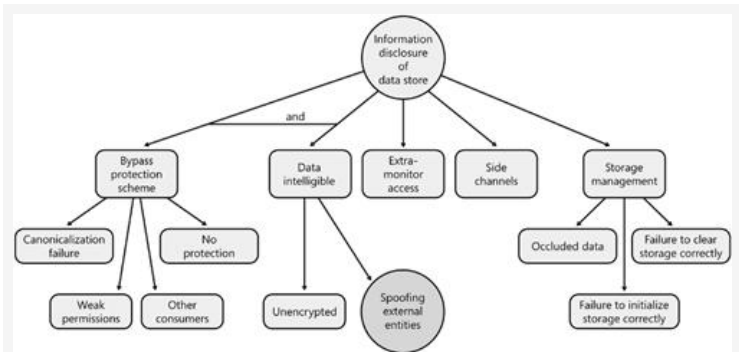 Information
disclosure
of
data store
and
Bypass
protection
scheme
Data
intelligible
Extra-
monitor
access
Side
channels
Storage
management
Canonicalization
failure
No
protection
Occluded data
Failure to clear
storage correctly
Weak
permissions
Other
consumers
Unencrypted
Spoofing
external
entities
Failure to initialize
storage correctly